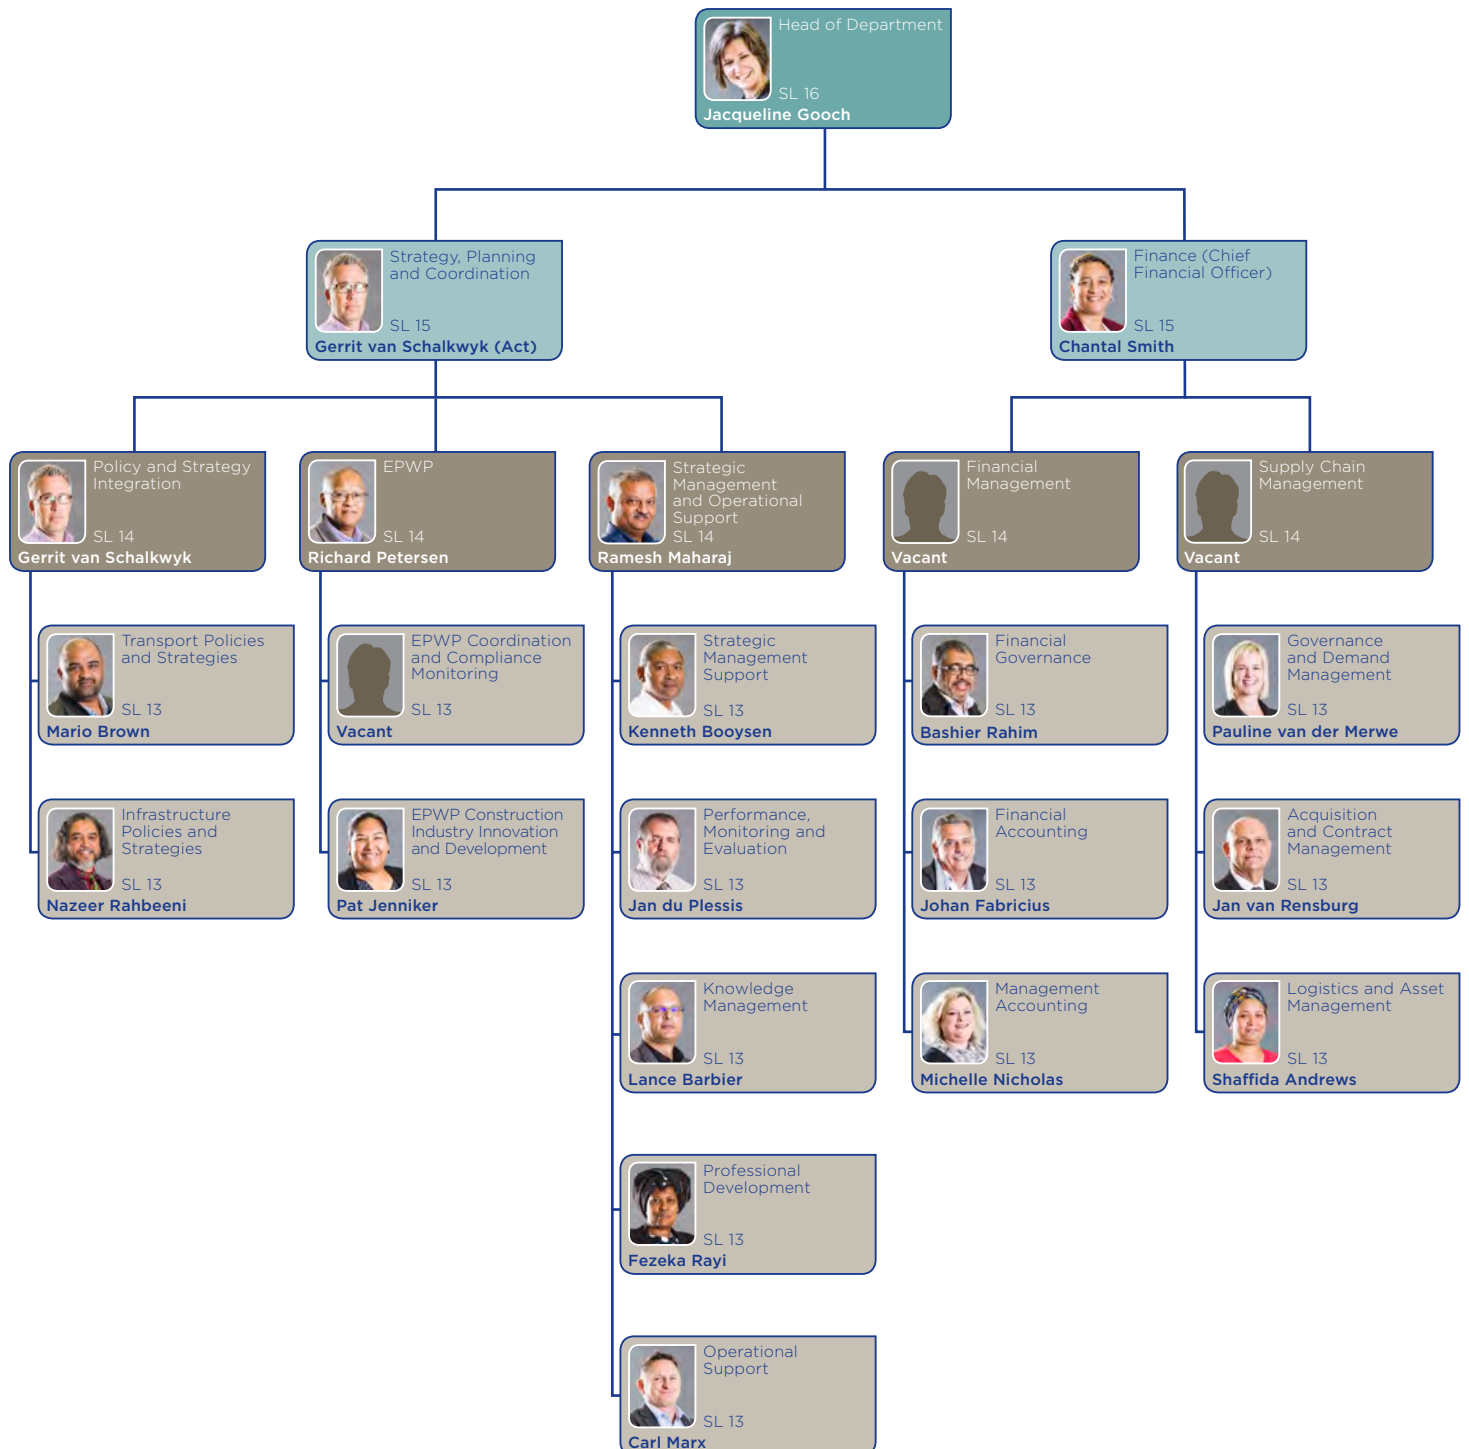 Head of Department
SL 16
Jacqueline Gooch
Strategy, Planning
and Coordination
SL 15
Gerrit van Schalkwyk (Act)
Finance (Chief
Financial Officer)
SL 15
Chantal Smith
Policy and Strategy
Integration
SL 14
Gerrit van Schalkwyk
EPWP
SL 14
Richard Petersen
Strategic
Management
and Operational
Support
SL 14
Ramesh Maharaj
Financial
Management
SL 14
Vacant
Supply Chain
Management
SL 14
Vacant
Transport Policies
and Strategies
SL 13
Mario Brown
EPWP Coordination
and Compliance
Monitoring
SL 13
Vacant
Strategic
Management
Support
SL 13
Kenneth Booysen
Financial
Governance
SL 13
Bashier Rahim
Governance
and Demand
Management
SL 13
Pauline van der Merwe
Infrastructure
Policies and
Strategies
SL 13
Nazeer Rahbeeni
EPWP Construction
Industry Innovation
and Development
SL 13
Pat Jenniker
Performance,
Monitoring and
Evaluation
SL 13
Jan du Plessis
Financial
Accounting
SL 13
Johan Fabricius
Acquisition
and Contract
Management
SL 13
Jan van Rensburg
Knowledge
Management
SL 13
Lance Barbier
Management
Accounting
SL 13
Michelle Nicholas
Logistics and Asset
Management
SL 13
Shaffida Andrews
Professional
Development
SL 13
Fezeka Rayi
Operational
Support
SL 13
Carl Marx